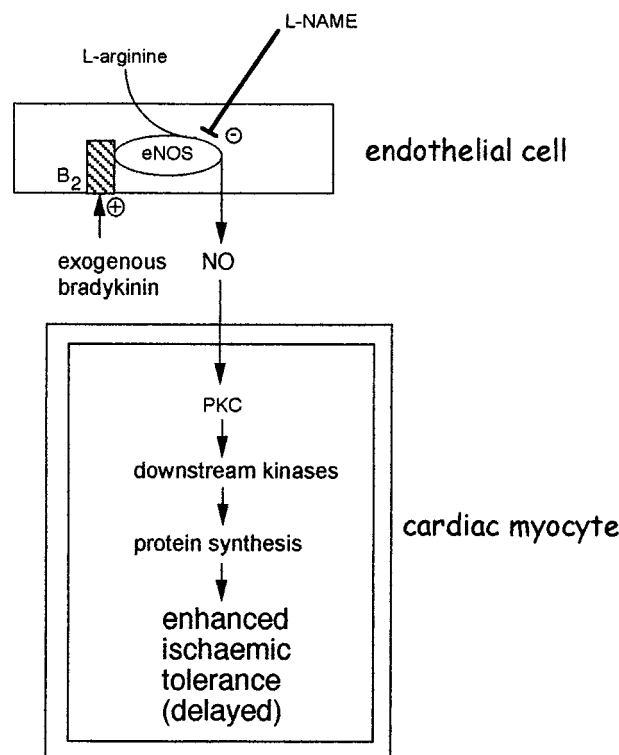 L-NAME
L-arginine
⊖
eNOS
endothelial cell
B2
⊕
exogenous
bradykinin
NO
PKC
downstream kinases
protein synthesis
cardiac myocyte
enhanced
ischaemic
tolerance
(delayed)